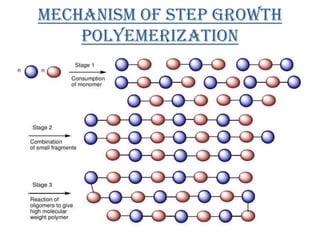 MECHANISM OF STEP GROWTH
POLYEMERIZATION
n
n
Stage 1
Consumption
of monomer
Stage 2
Combination
of small fragments
Stage 3
Reaction of
oligomers to give
high molecular
weight polymer